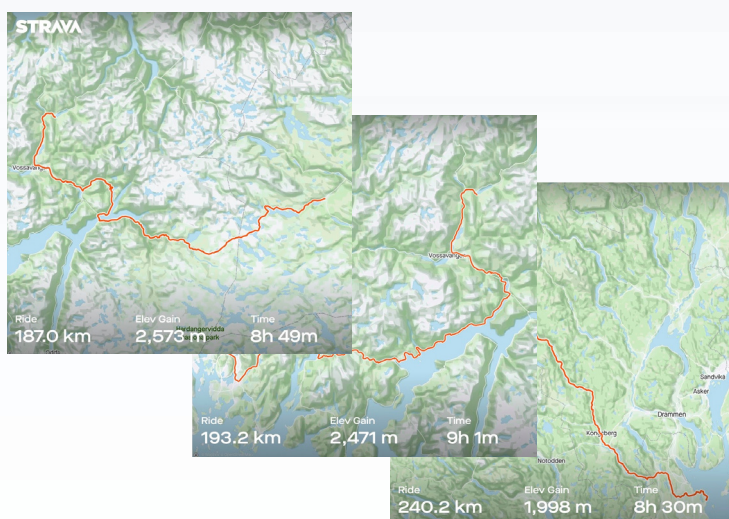 STRAVA
Vossavang
Hardangervidda
Ride Elev Gain Time
187.0 km 2,573 m 8h 49m
Vossavang
Ride Elev Gain Time
193.2 km 2,471 m 9h 1m
Sandvika
Asker
Drammen
Kongsberg
Notodden
Ride Elev Gain Time
240.2 km 1,998 m 8h 30m